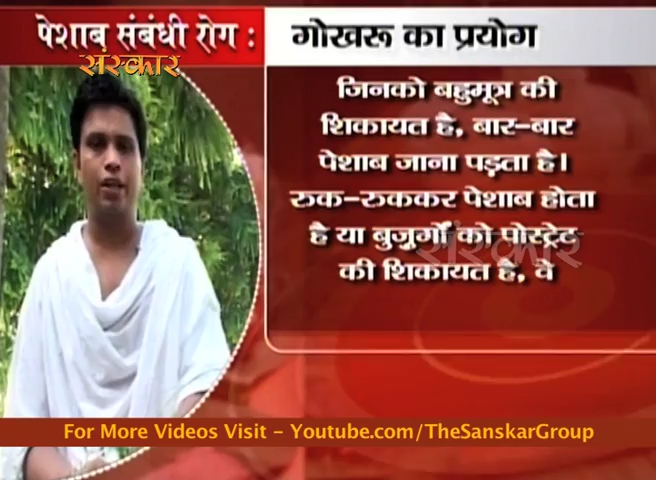 पेशाब संबंधी रोग : गोखरू का प्रयोग
संस्कार
जिनको बहुमूत्र की
शिकायत है, बार-बार
पेशाब जाना पड़ता है।
रुक-रुककर पेशाब होता
है या बुजुर्गों को पोस्ट्रेट
की शिकायत है, वे
संस्कार
For More Videos Visit - Youtube.com/TheSanskarGroup